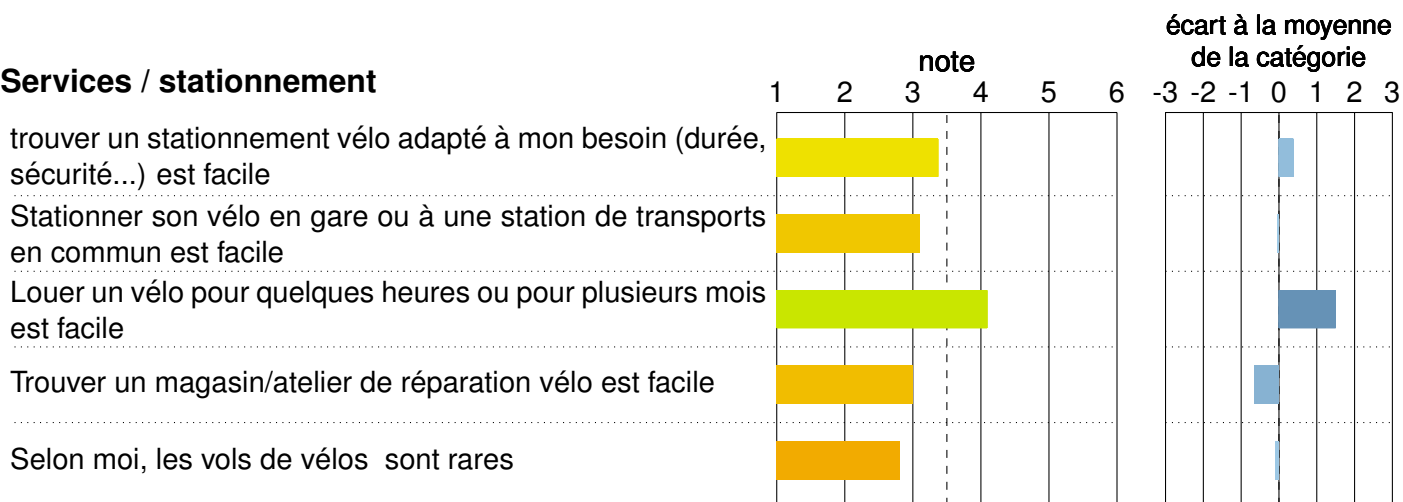 écart à la moyenne
note de la catégorie
Services / stationnement
1 2 3 4 5 6 -3 -2 -1 0 1 2 3
trouver un stationnement vélo adapté à mon besoin (durée,
sécurité...) est facile
Stationner son vélo en gare ou à une station de transports
en commun est facile
Louer un vélo pour quelques heures ou pour plusieurs mois
est facile
Trouver un magasin/atelier de réparation vélo est facile
Selon moi, les vols de vélos sont rares